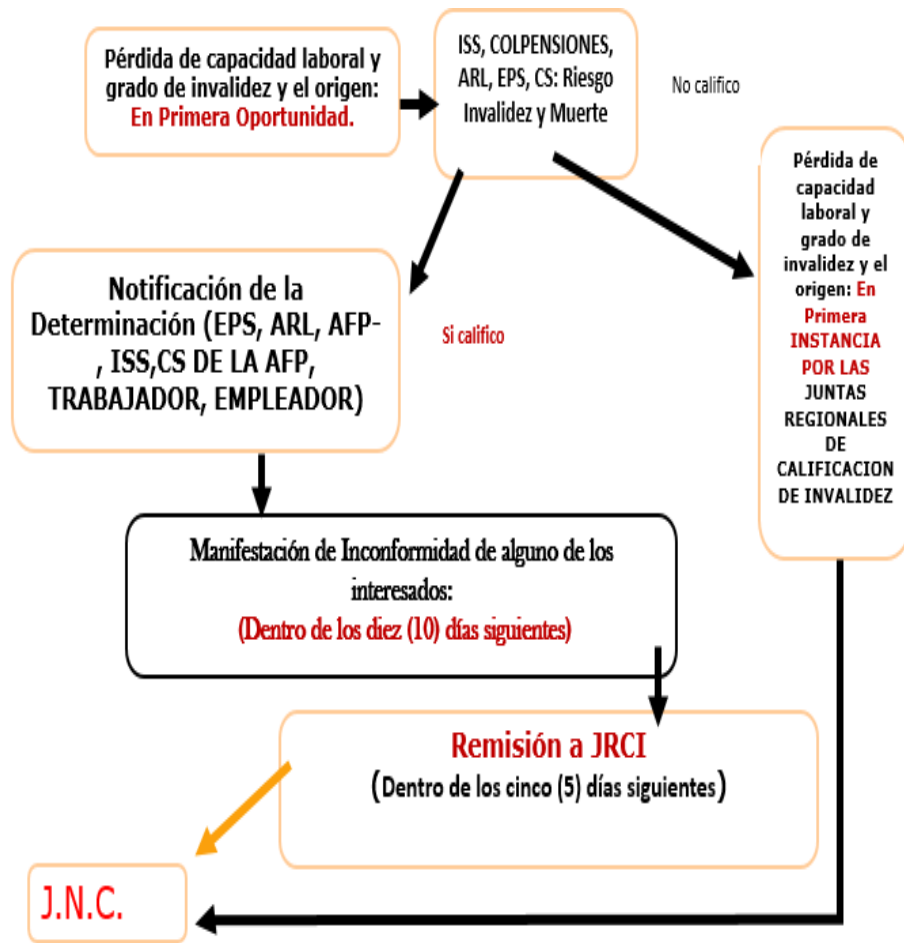 Pérdida de capacidad laboral y
grado de invalidez y el origen:
En Primera Oportunidad.
ISS, COLPENSIONES,
ARL, EPS, CS: Riesgo
Invalidez y Muerte
No califico
Pérdida de
capacidad
laboral y
grado de
invalidez y el
origen: En
Primera
INSTANCIA
POR LAS
JUNTAS
REGIONALES
DE
CALIFICACION
DE INVALIDEZ
Notificación de la
Determinación (EPS, ARL, AFP-
, ISS,CS DE LA AFP,
TRABAJADOR, EMPLEADOR)
Si califico
Manifestación de Inconformidad de alguno de los
interesados:
(Dentro de los diez (10) días siguientes)
Remisión a JRCI
(Dentro de los cinco (5) días siguientes)
J.N.C.